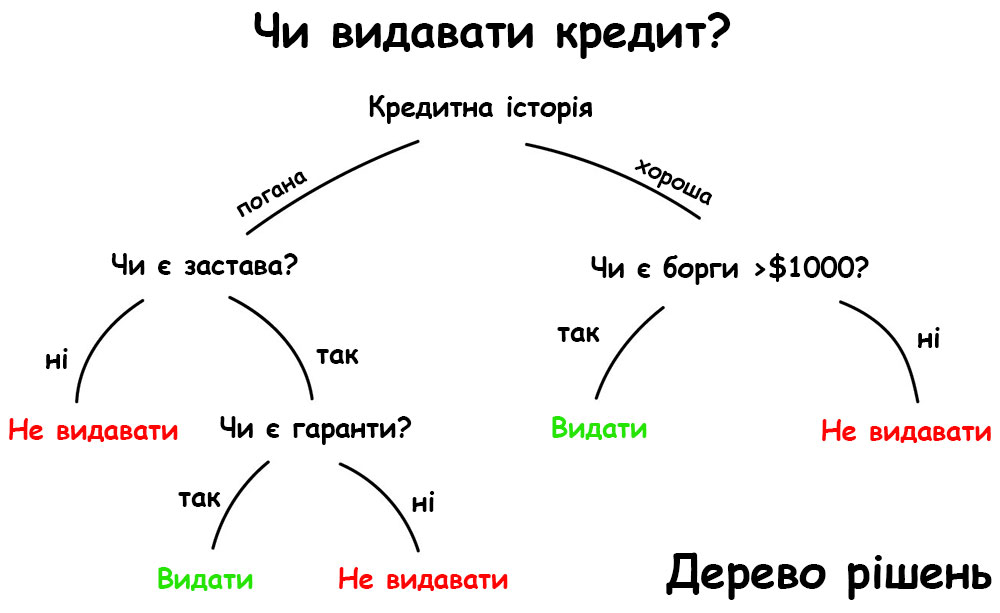 Чи видавати кредит?
Кредитна історія
погана
хороша
Чи є застава?
Чи є борги >$1000?
ні
так
так
ні
Не видавати
Чи є гаранти?
Видати
Не видавати
так
ні
Видати
Не видавати
Дерево рішень